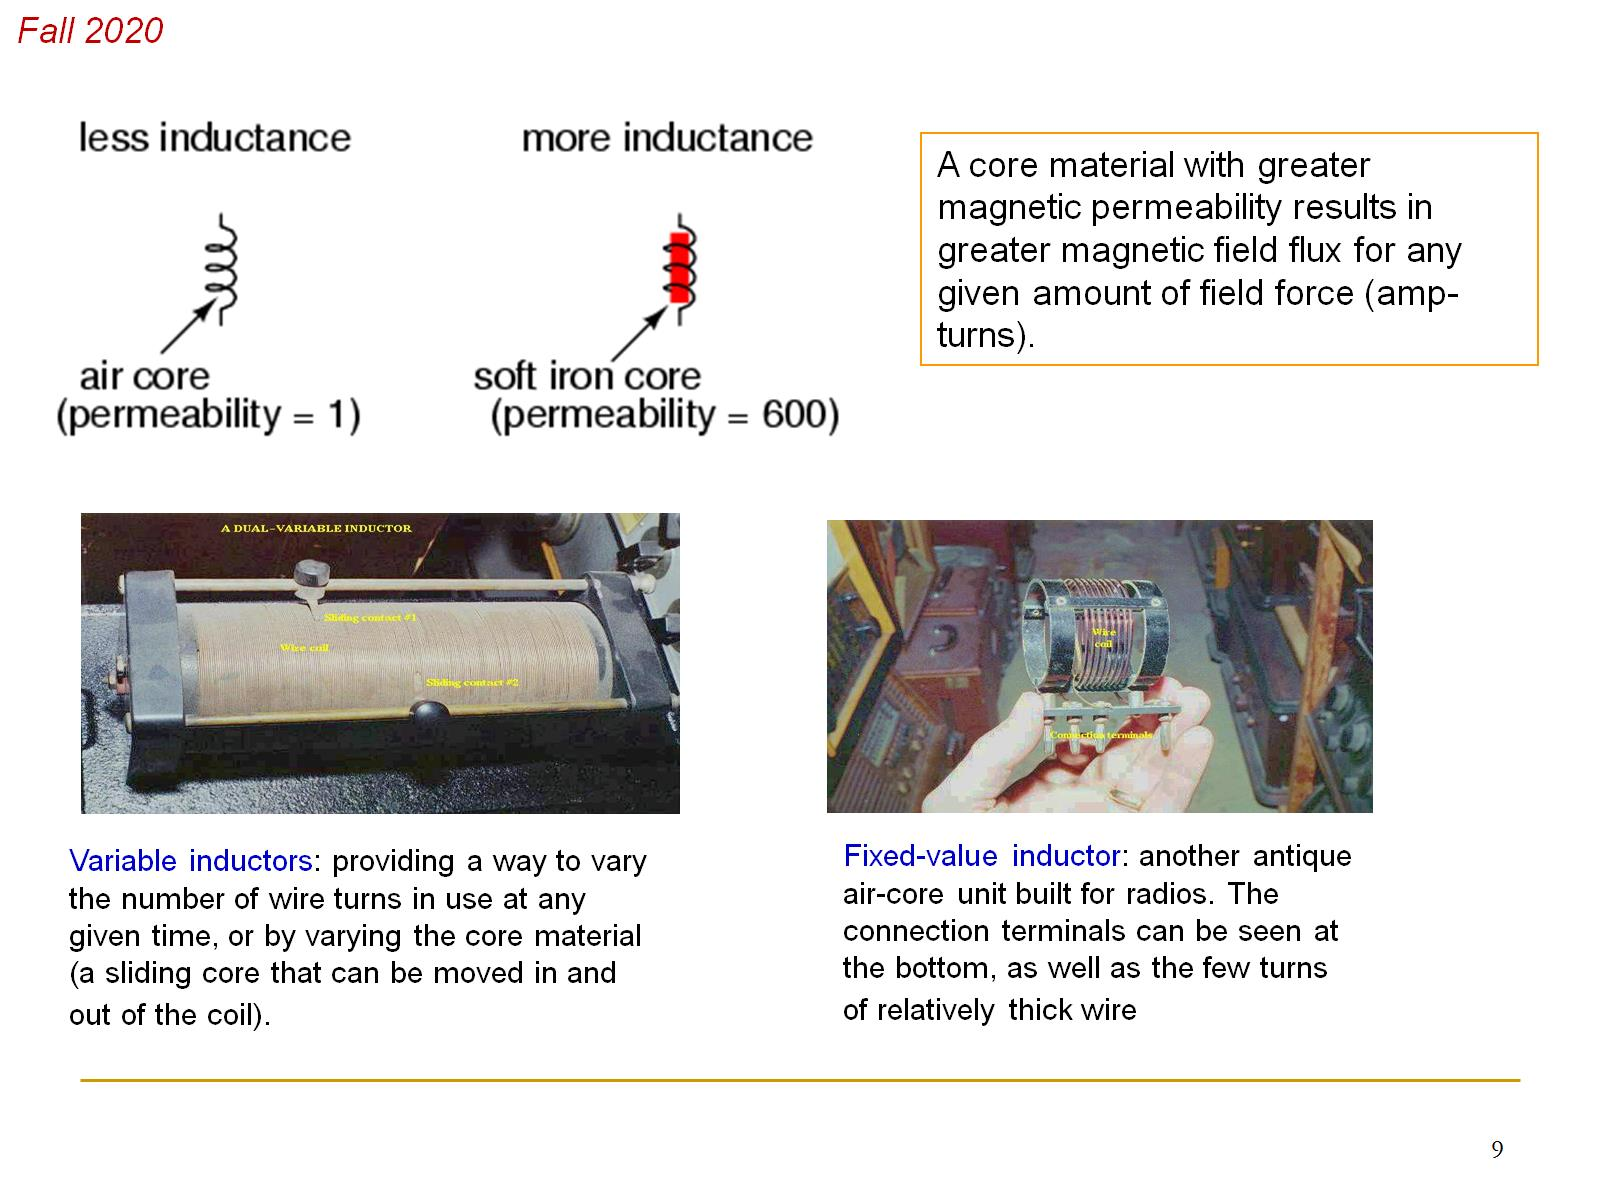 Fall 2020
less inductance
more inductance
air core
(permeability = 1)
soft iron core
(permeability = 600)
A core material with greater
magnetic permeability results in
greater magnetic field flux for any
given amount of field force (amp-
turns).
A DUAL-VARIABLE INDUCTOR
Sliding contact #1
Wire coil
Sliding contact #2
Wire
coil
Connection terminals
Variable inductors: providing a way to vary
the number of wire turns in use at any
given time, or by varying the core material
(a sliding core that can be moved in and
out of the coil).
Fixed-value inductor: another antique
air-core unit built for radios. The
connection terminals can be seen at
the bottom, as well as the few turns
of relatively thick wire
9